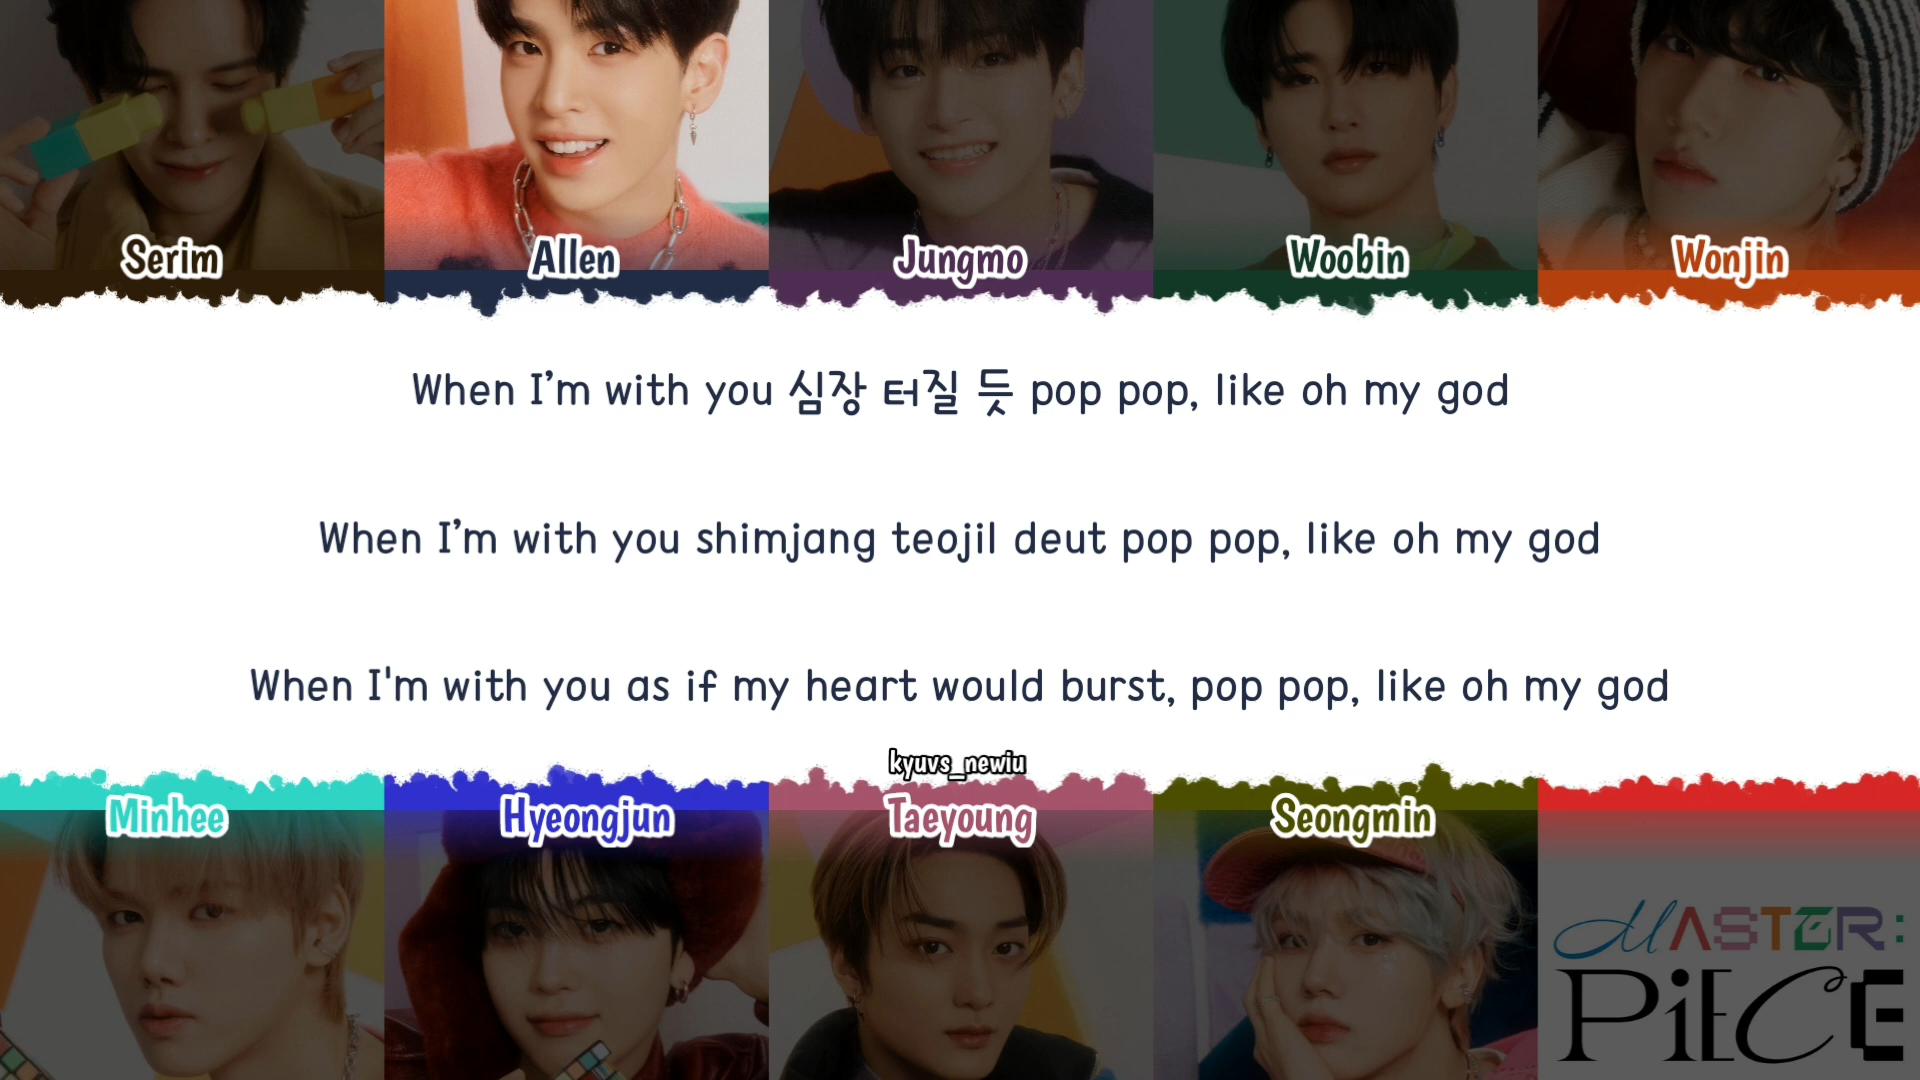 Serim
Allen
Jungmo
Woobin
Wonjin
When I’m with you 심장 터질 듯 pop pop, like oh my god
When I’m with you shimjang teojil deut pop pop, like oh my god
When I'm with you as if my heart would burst, pop pop, like oh my god
kyuvs_newiu
Minhee
Hyeongjun
Taeyoung
Seongmin
MASTER:
PiECE